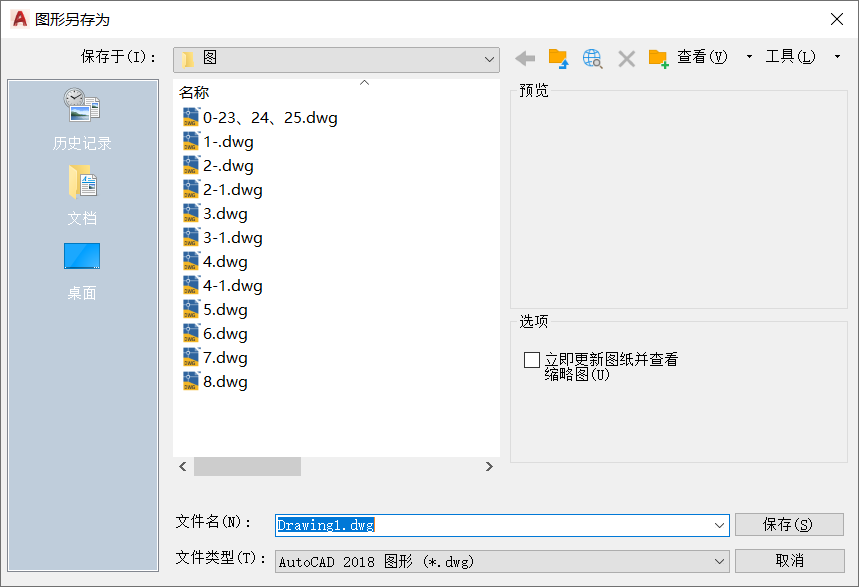 图形另存为
保存于(I)：
图
查看(V)
工具(L)
历史记录
文档
桌面
名称
0-23、24、25.dwg
1-.dwg
2-.dwg
2-1.dwg
3.dwg
3-1.dwg
4.dwg
4-1.dwg
5.dwg
6.dwg
7.dwg
8.dwg
预览
选项
立即更新图纸并查看
缩略图(U)
文件名(N)：
Drawing1.dwg
保存(S)
文件类型(T)：
AutoCAD 2018 图形 (*.dwg)
取消